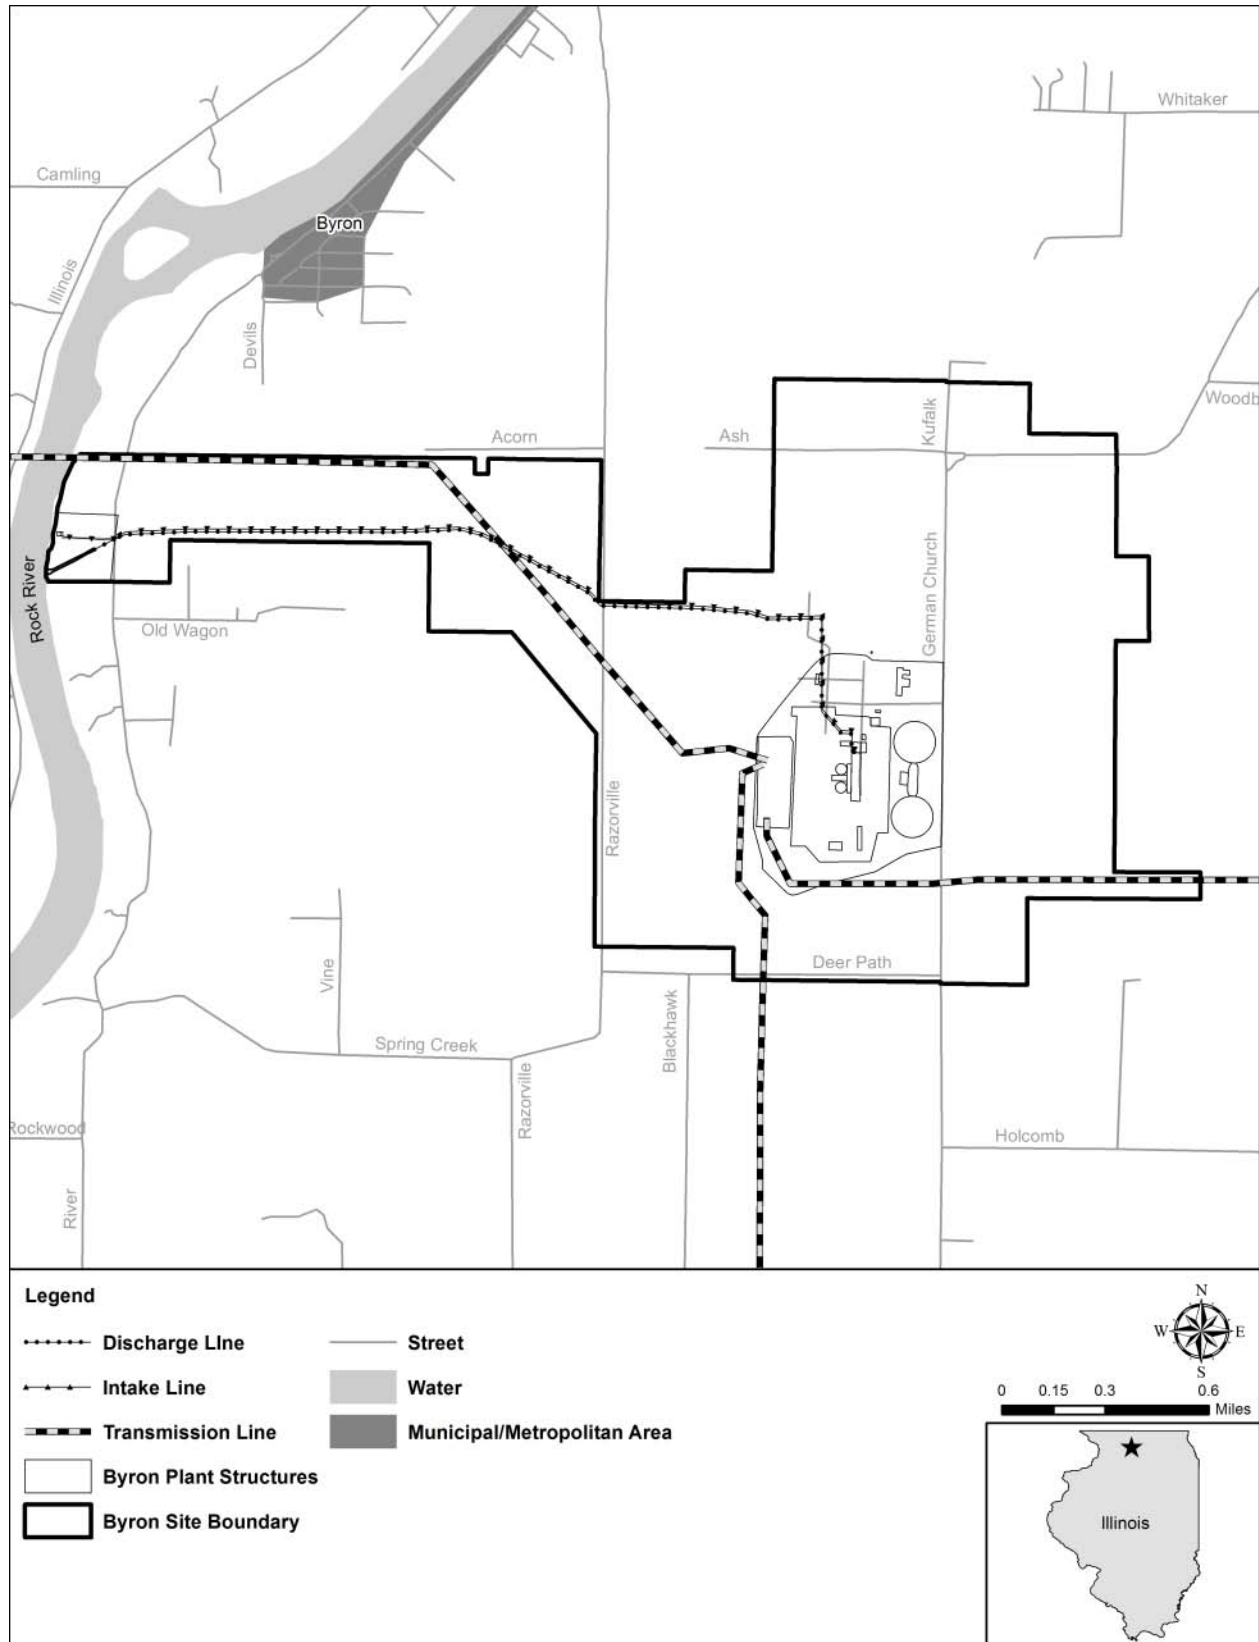 Whitaker
Camling
Byron
Illinois
Devils
Kufalk
Woodb
Acorn
Ash
Rock River
German Church
Old Wagon
Razorville
Vine
Deer Path
Blackhawk
Spring Creek
Razorville
Rockwood
Holcomb
River
Legend
Discharge LIne
Street
Intake Line
Water
Transmission Line
Municipal/Metropolitan Area
Byron Plant Structures
Byron Site Boundary
N
W E
S
0 0.15 0.3 0.6
Miles
Illinois